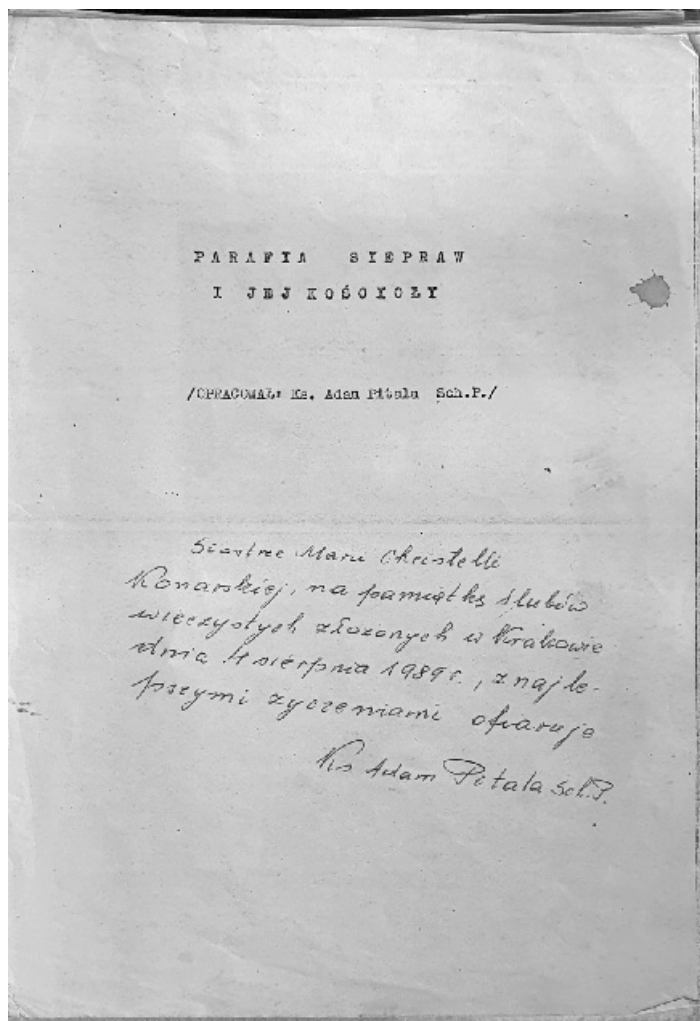 PARAFIA SIEPRAW
I JEJ KOŚCIOŁY
/OPRACOWAŁ: Ks. Adam Pitala Sch.P./
Siostrze Marii Christelli
Konarskiej, na pamiątkę ślubów
wieczystych złożonych w Krakowie
dnia 4 sierpnia 1989 r., z najle-
pszymi życzeniami ofiaruje
Ks Adam Pitala Sch.P.